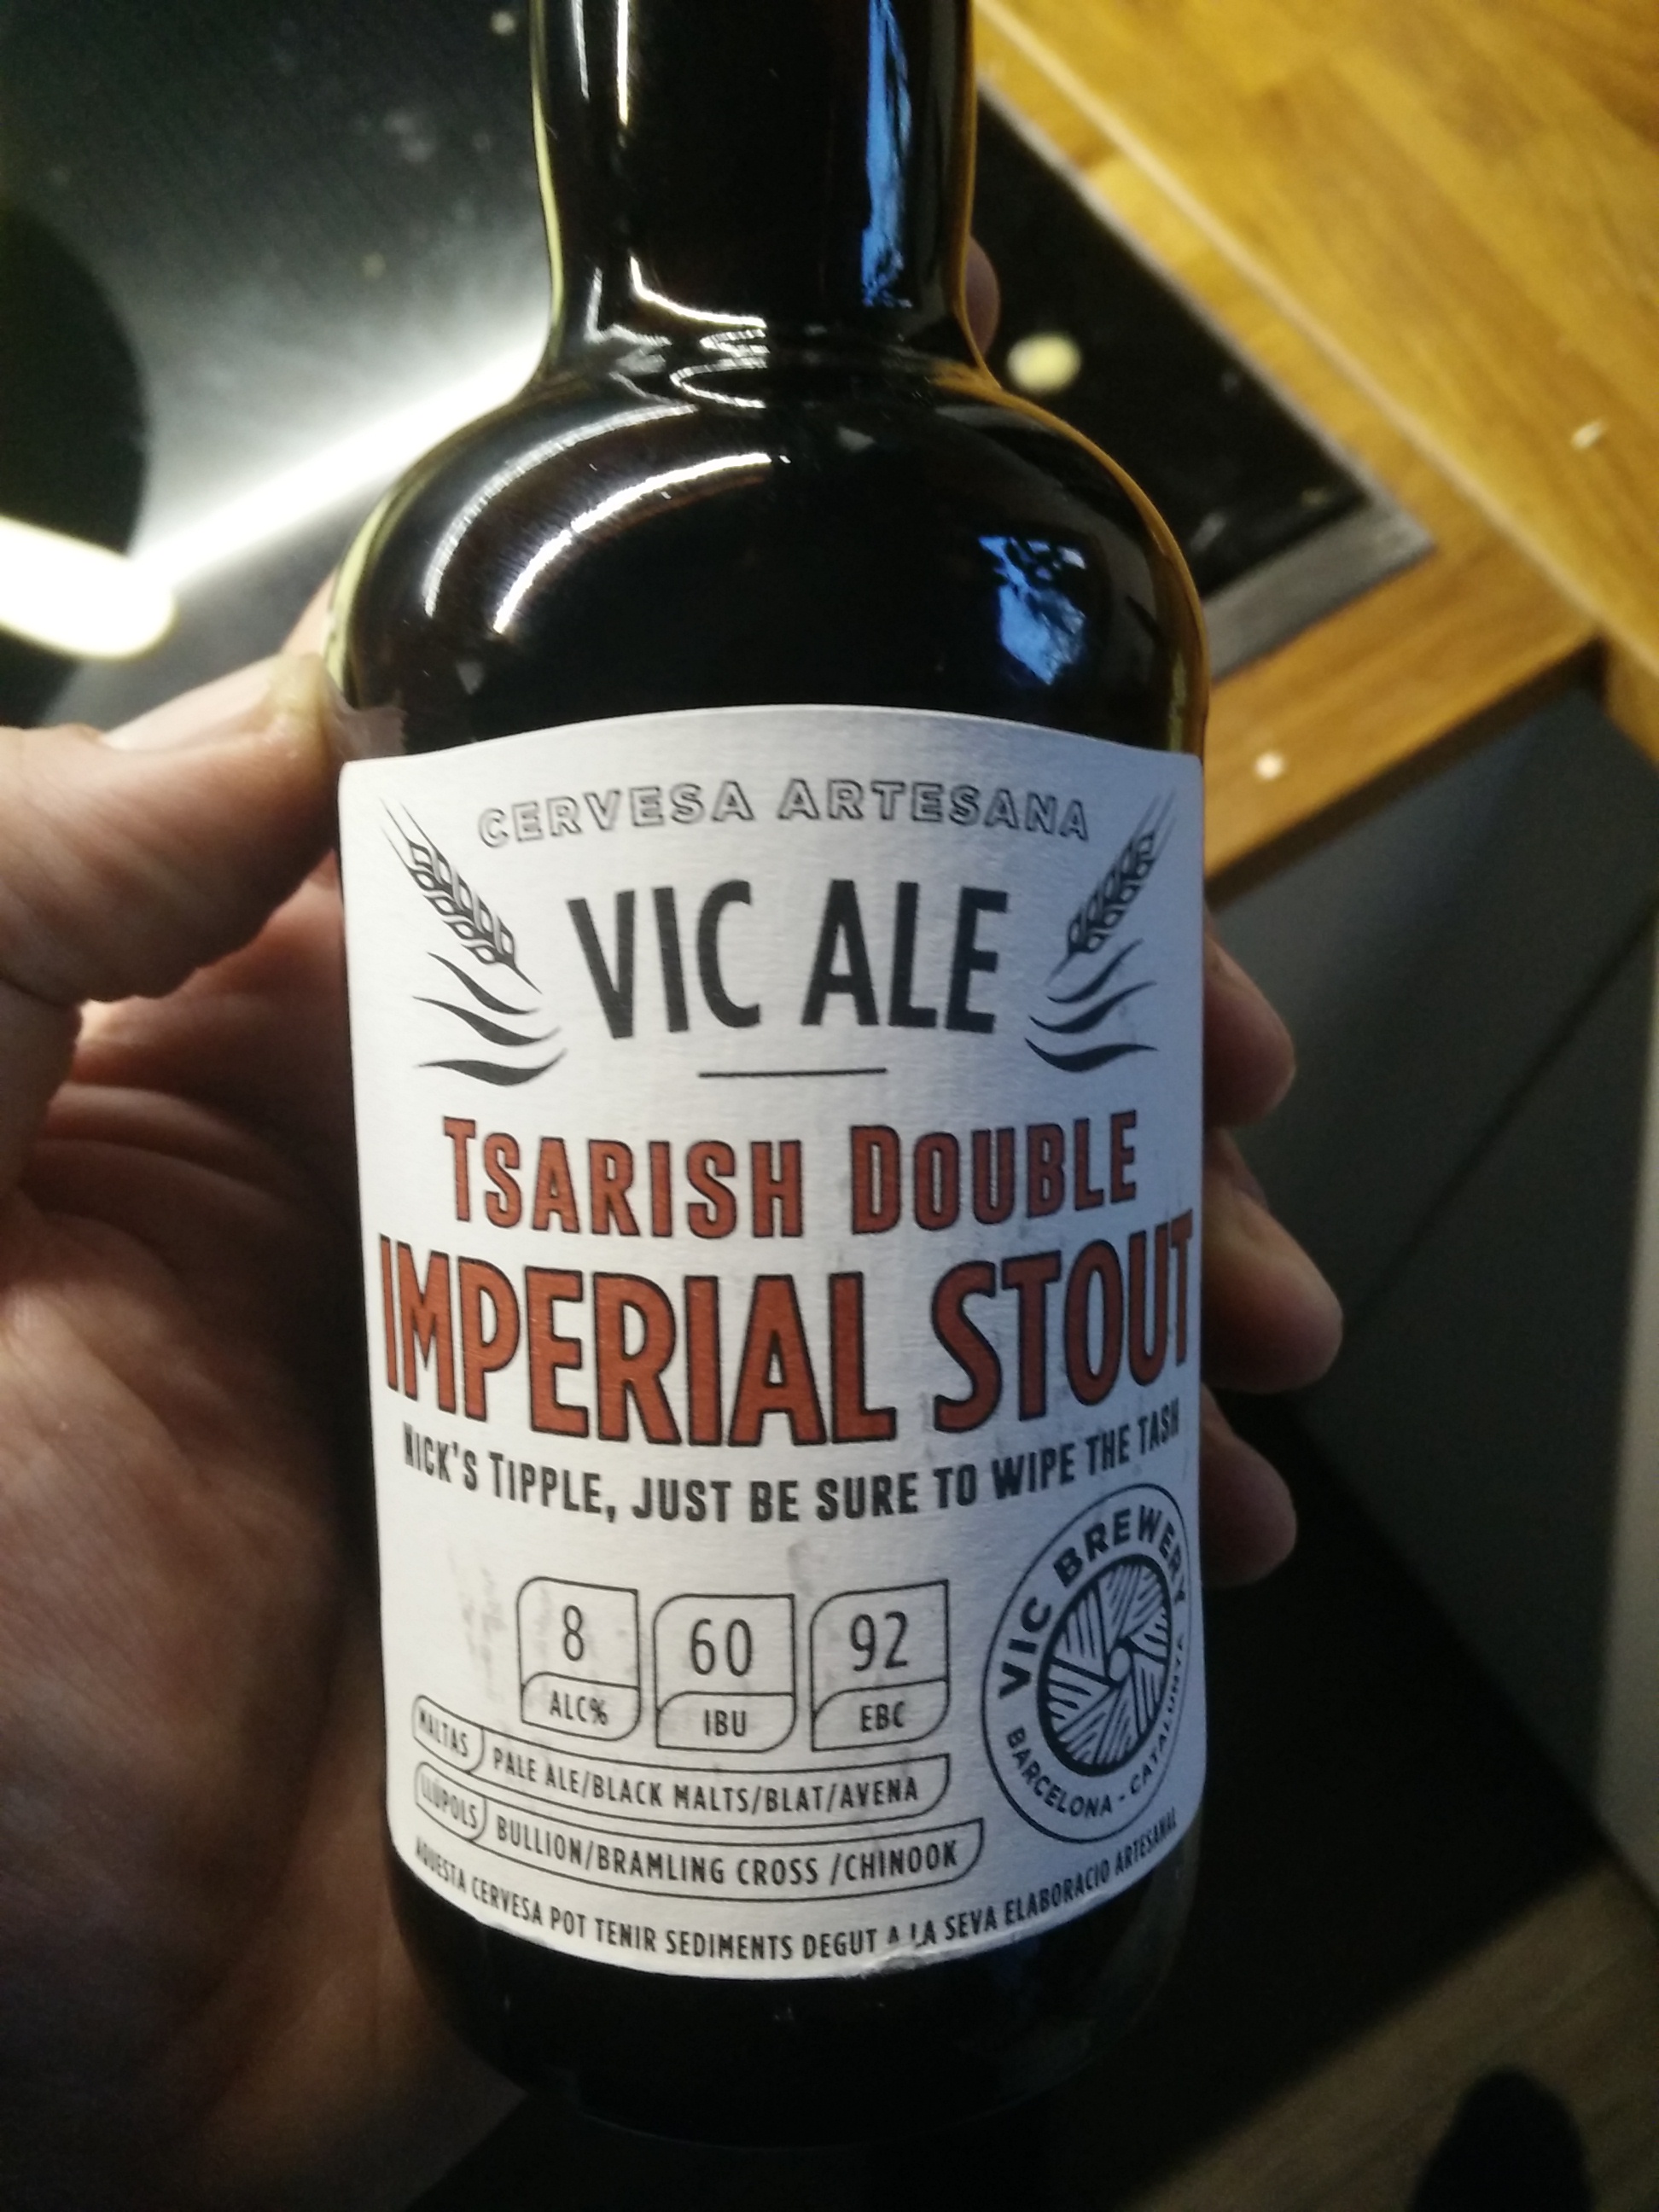 CERVESA ARTESANA
VIC ALE
TSARISH DOUBLE
IMPERIAL STOUT
NICK'S TIPPLE, JUST BE SURE TO WIPE THE TASH
8
ALC%
60
IBU
92
EBC
VIC BREWERY
BARCELONA - CATALUNYA
MALTAS PALE ALE/BLACK MALTS/BLAT/AVENA
LLÚPOLS BULLION/BRAMLING CROSS /CHINOOK
AQUESTA CERVESA POT TENIR SEDIMENTS DEGUT A LA SEVA ELABORACIO ARTESANAL